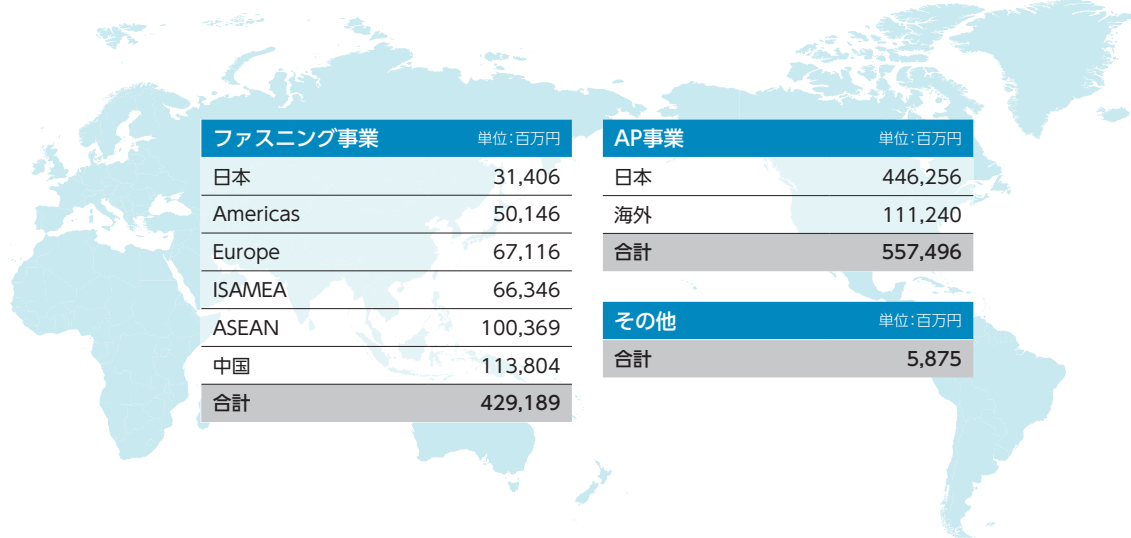 ファスニング事業 単位:百万円
日本 31,406
Americas 50,146
Europe 67,116
ISAMEA 66,346
ASEAN 100,369
中国 113,804
合計 429,189
AP事業 単位:百万円
日本 446,256
海外 111,240
合計 557,496
その他 単位:百万円
合計 5,875